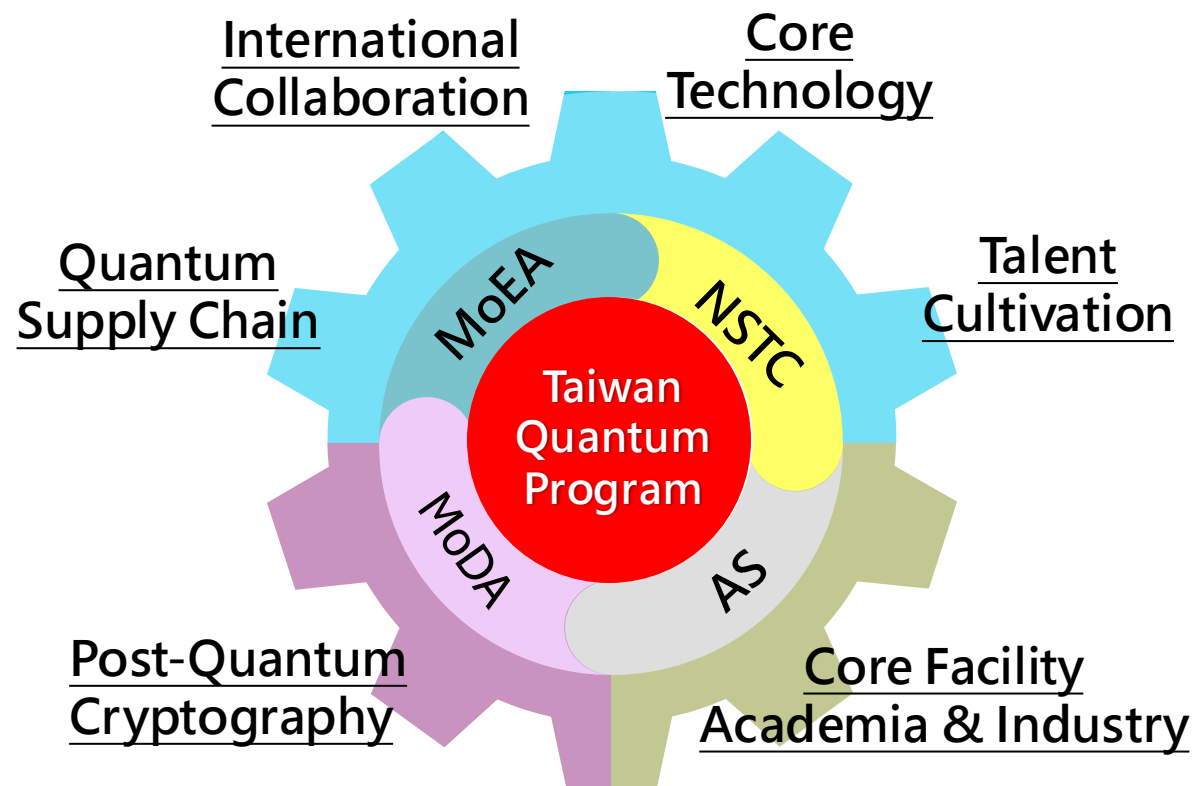 International
Collaboration
Core
Technology
Quantum
Supply Chain
Talent
Cultivation
MoEA
NSTC
Taiwan
Quantum
Program
MoDA
AS
Post-Quantum
Cryptography
Core Facility
Academia & Industry